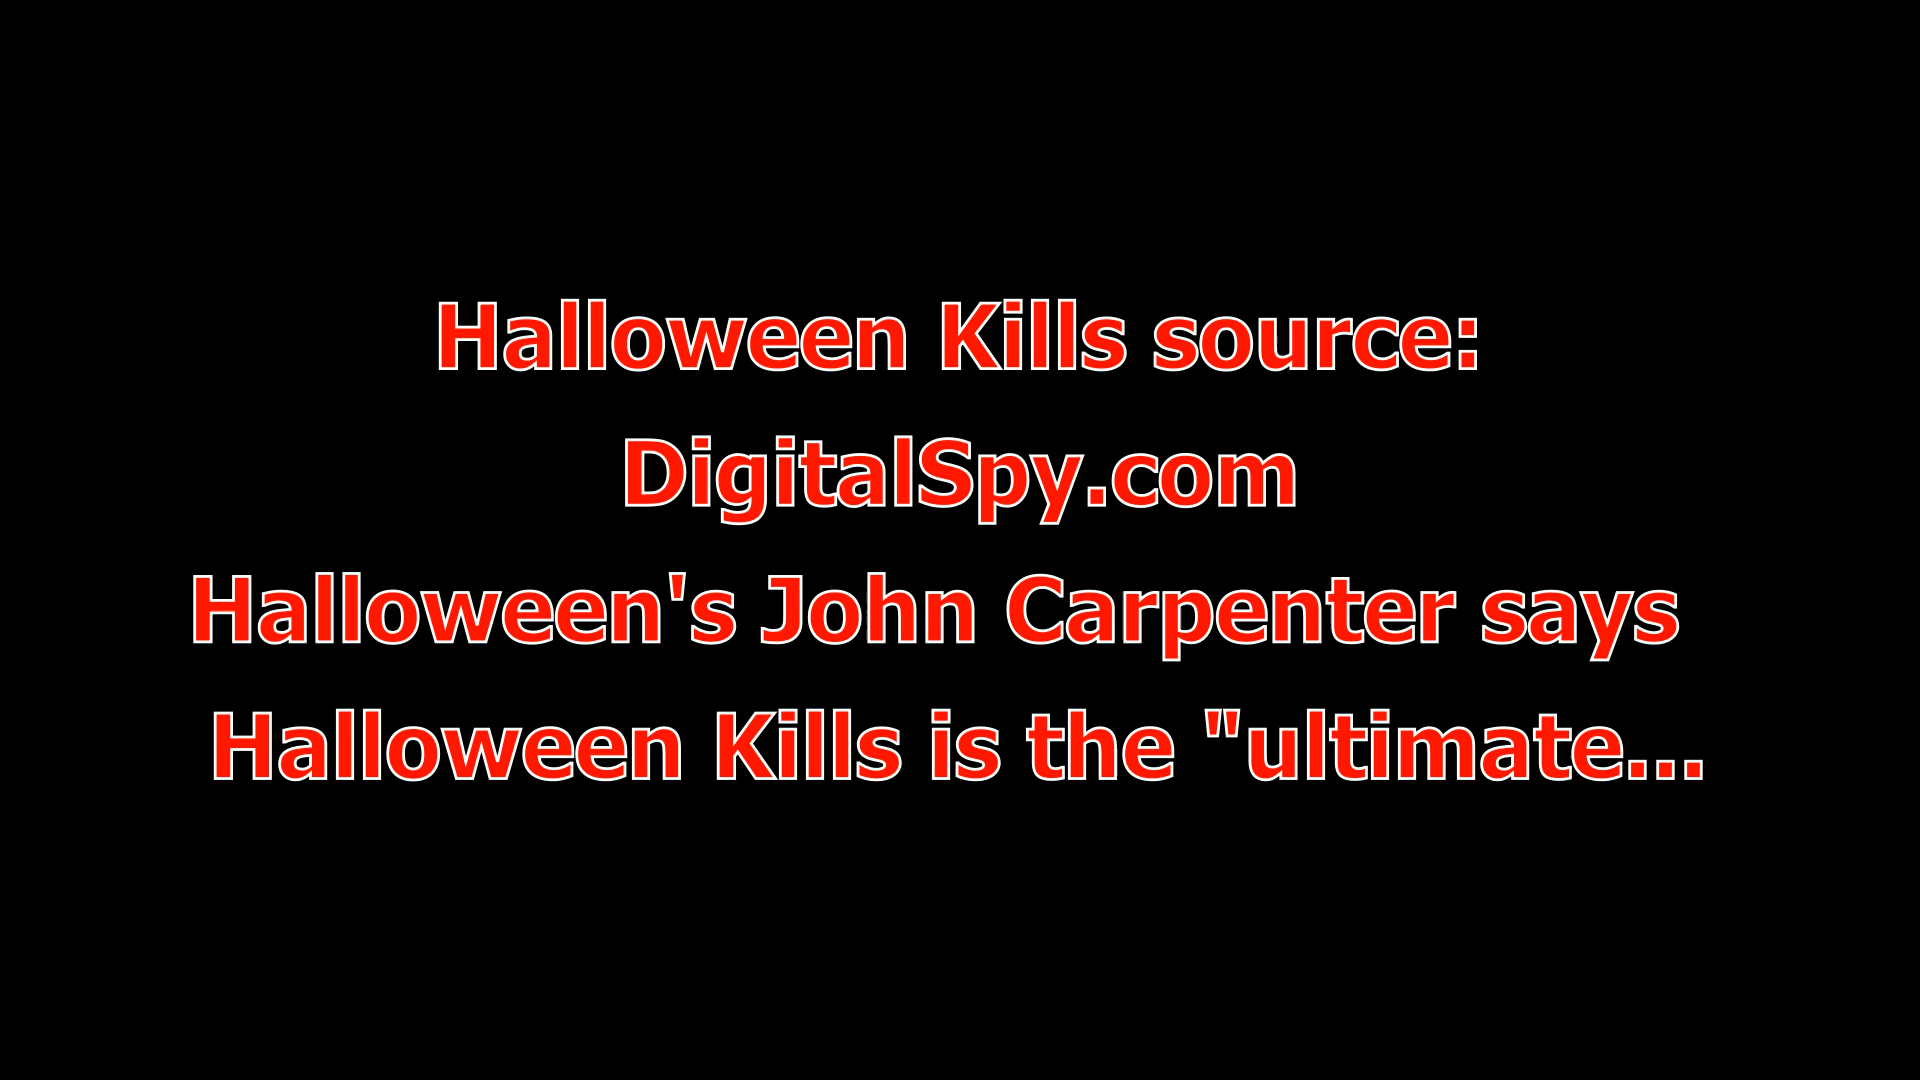 Halloween Kills source:
DigitalSpy.com
Halloween's John Carpenter says
Halloween Kills is the "ultimate...